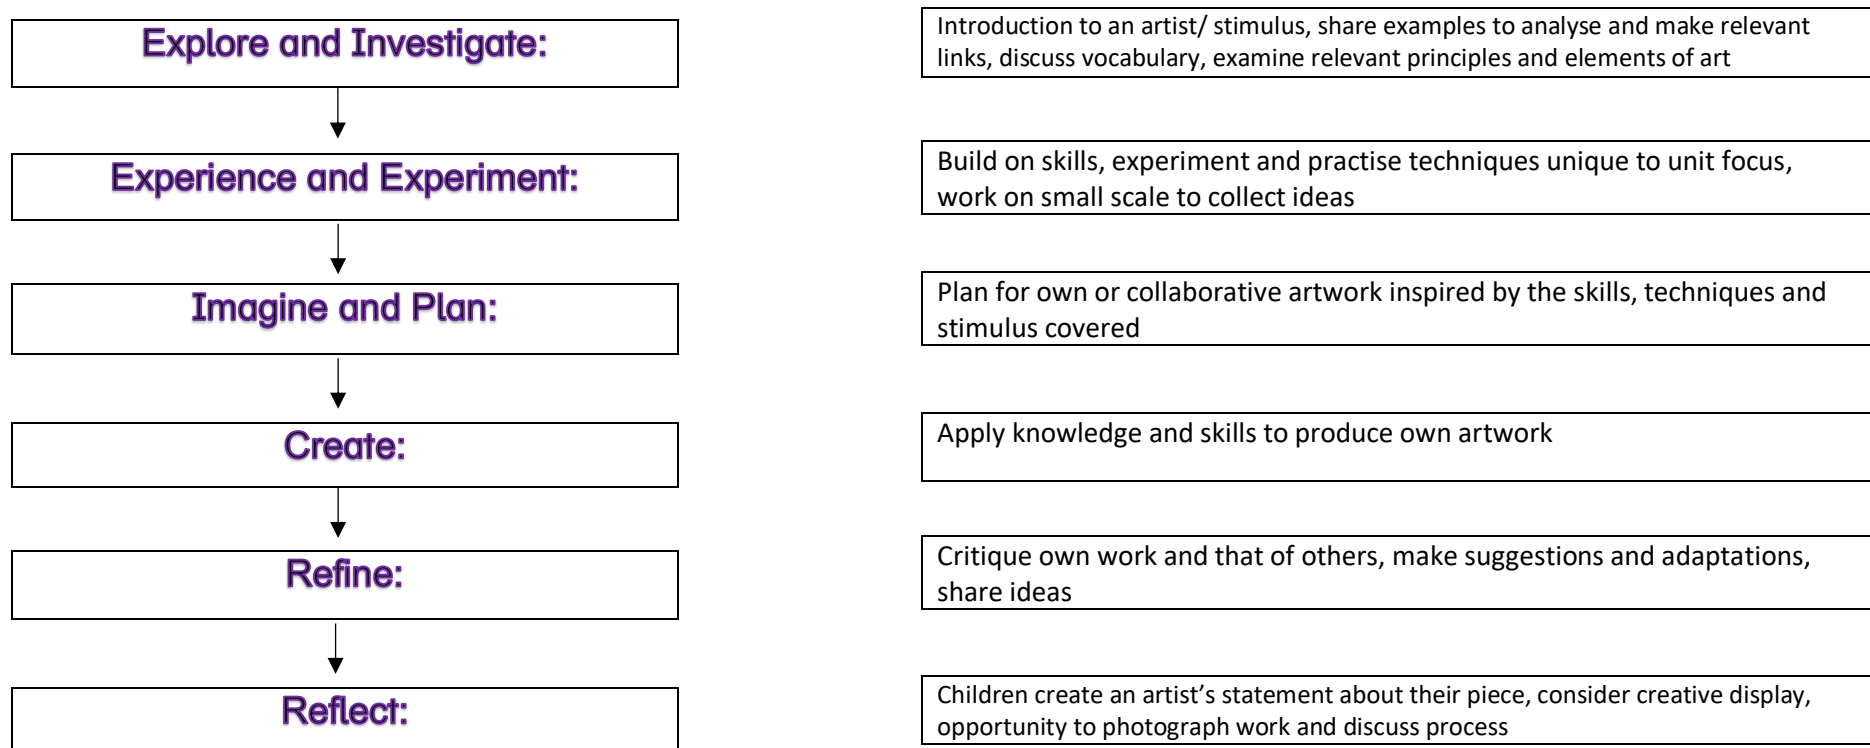 Explore and Investigate:
Introduction to an artist/ stimulus, share examples to analyse and make relevant
links, discuss vocabulary, examine relevant principles and elements of art
Experience and Experiment:
Build on skills, experiment and practise techniques unique to unit focus,
work on small scale to collect ideas
Imagine and Plan:
Plan for own or collaborative artwork inspired by the skills, techniques and
stimulus covered
Create:
Apply knowledge and skills to produce own artwork
Refine:
Critique own work and that of others, make suggestions and adaptations,
share ideas
Reflect:
Children create an artist’s statement about their piece, consider creative display,
opportunity to photograph work and discuss process